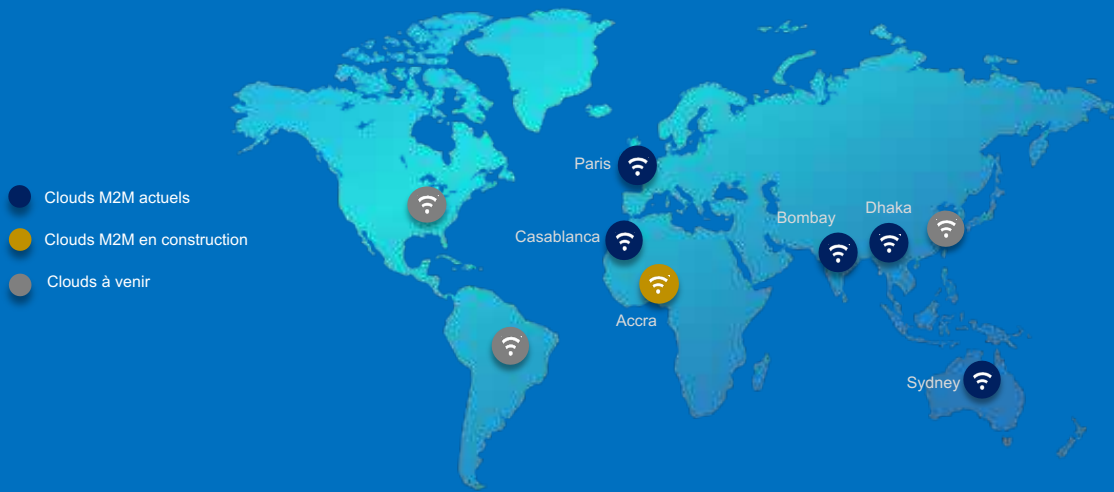 Paris
Clouds M2M actuels
Dhaka
Bombay
Casablanca
Clouds M2M en construction
Clouds à venir
Accra
Sydney